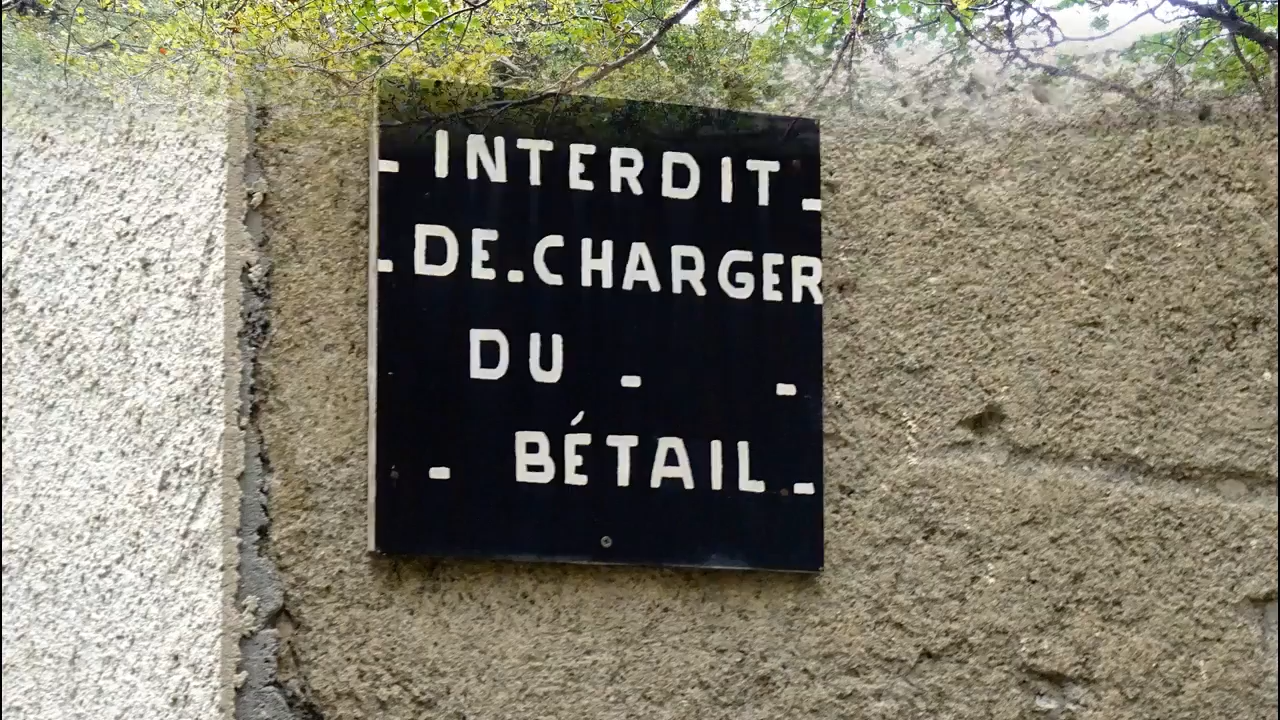 - INTERDIT -
- DE - CHARGER
DU - -
- BÉTAIL -